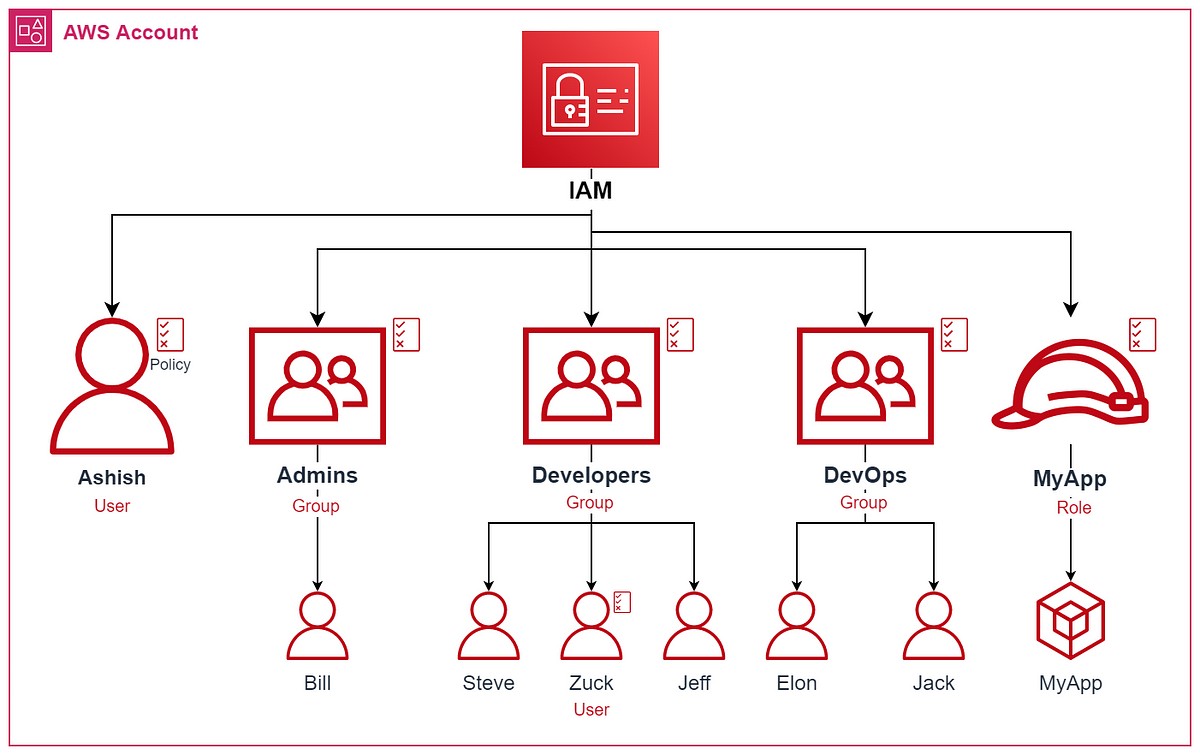 AWS Account
IAM
Policy
Ashish
User
Admins
Group
Developers
Group
DevOps
Group
MyApp
Role
Bill
Steve
Zuck
User
Jeff
Elon
Jack
MyApp